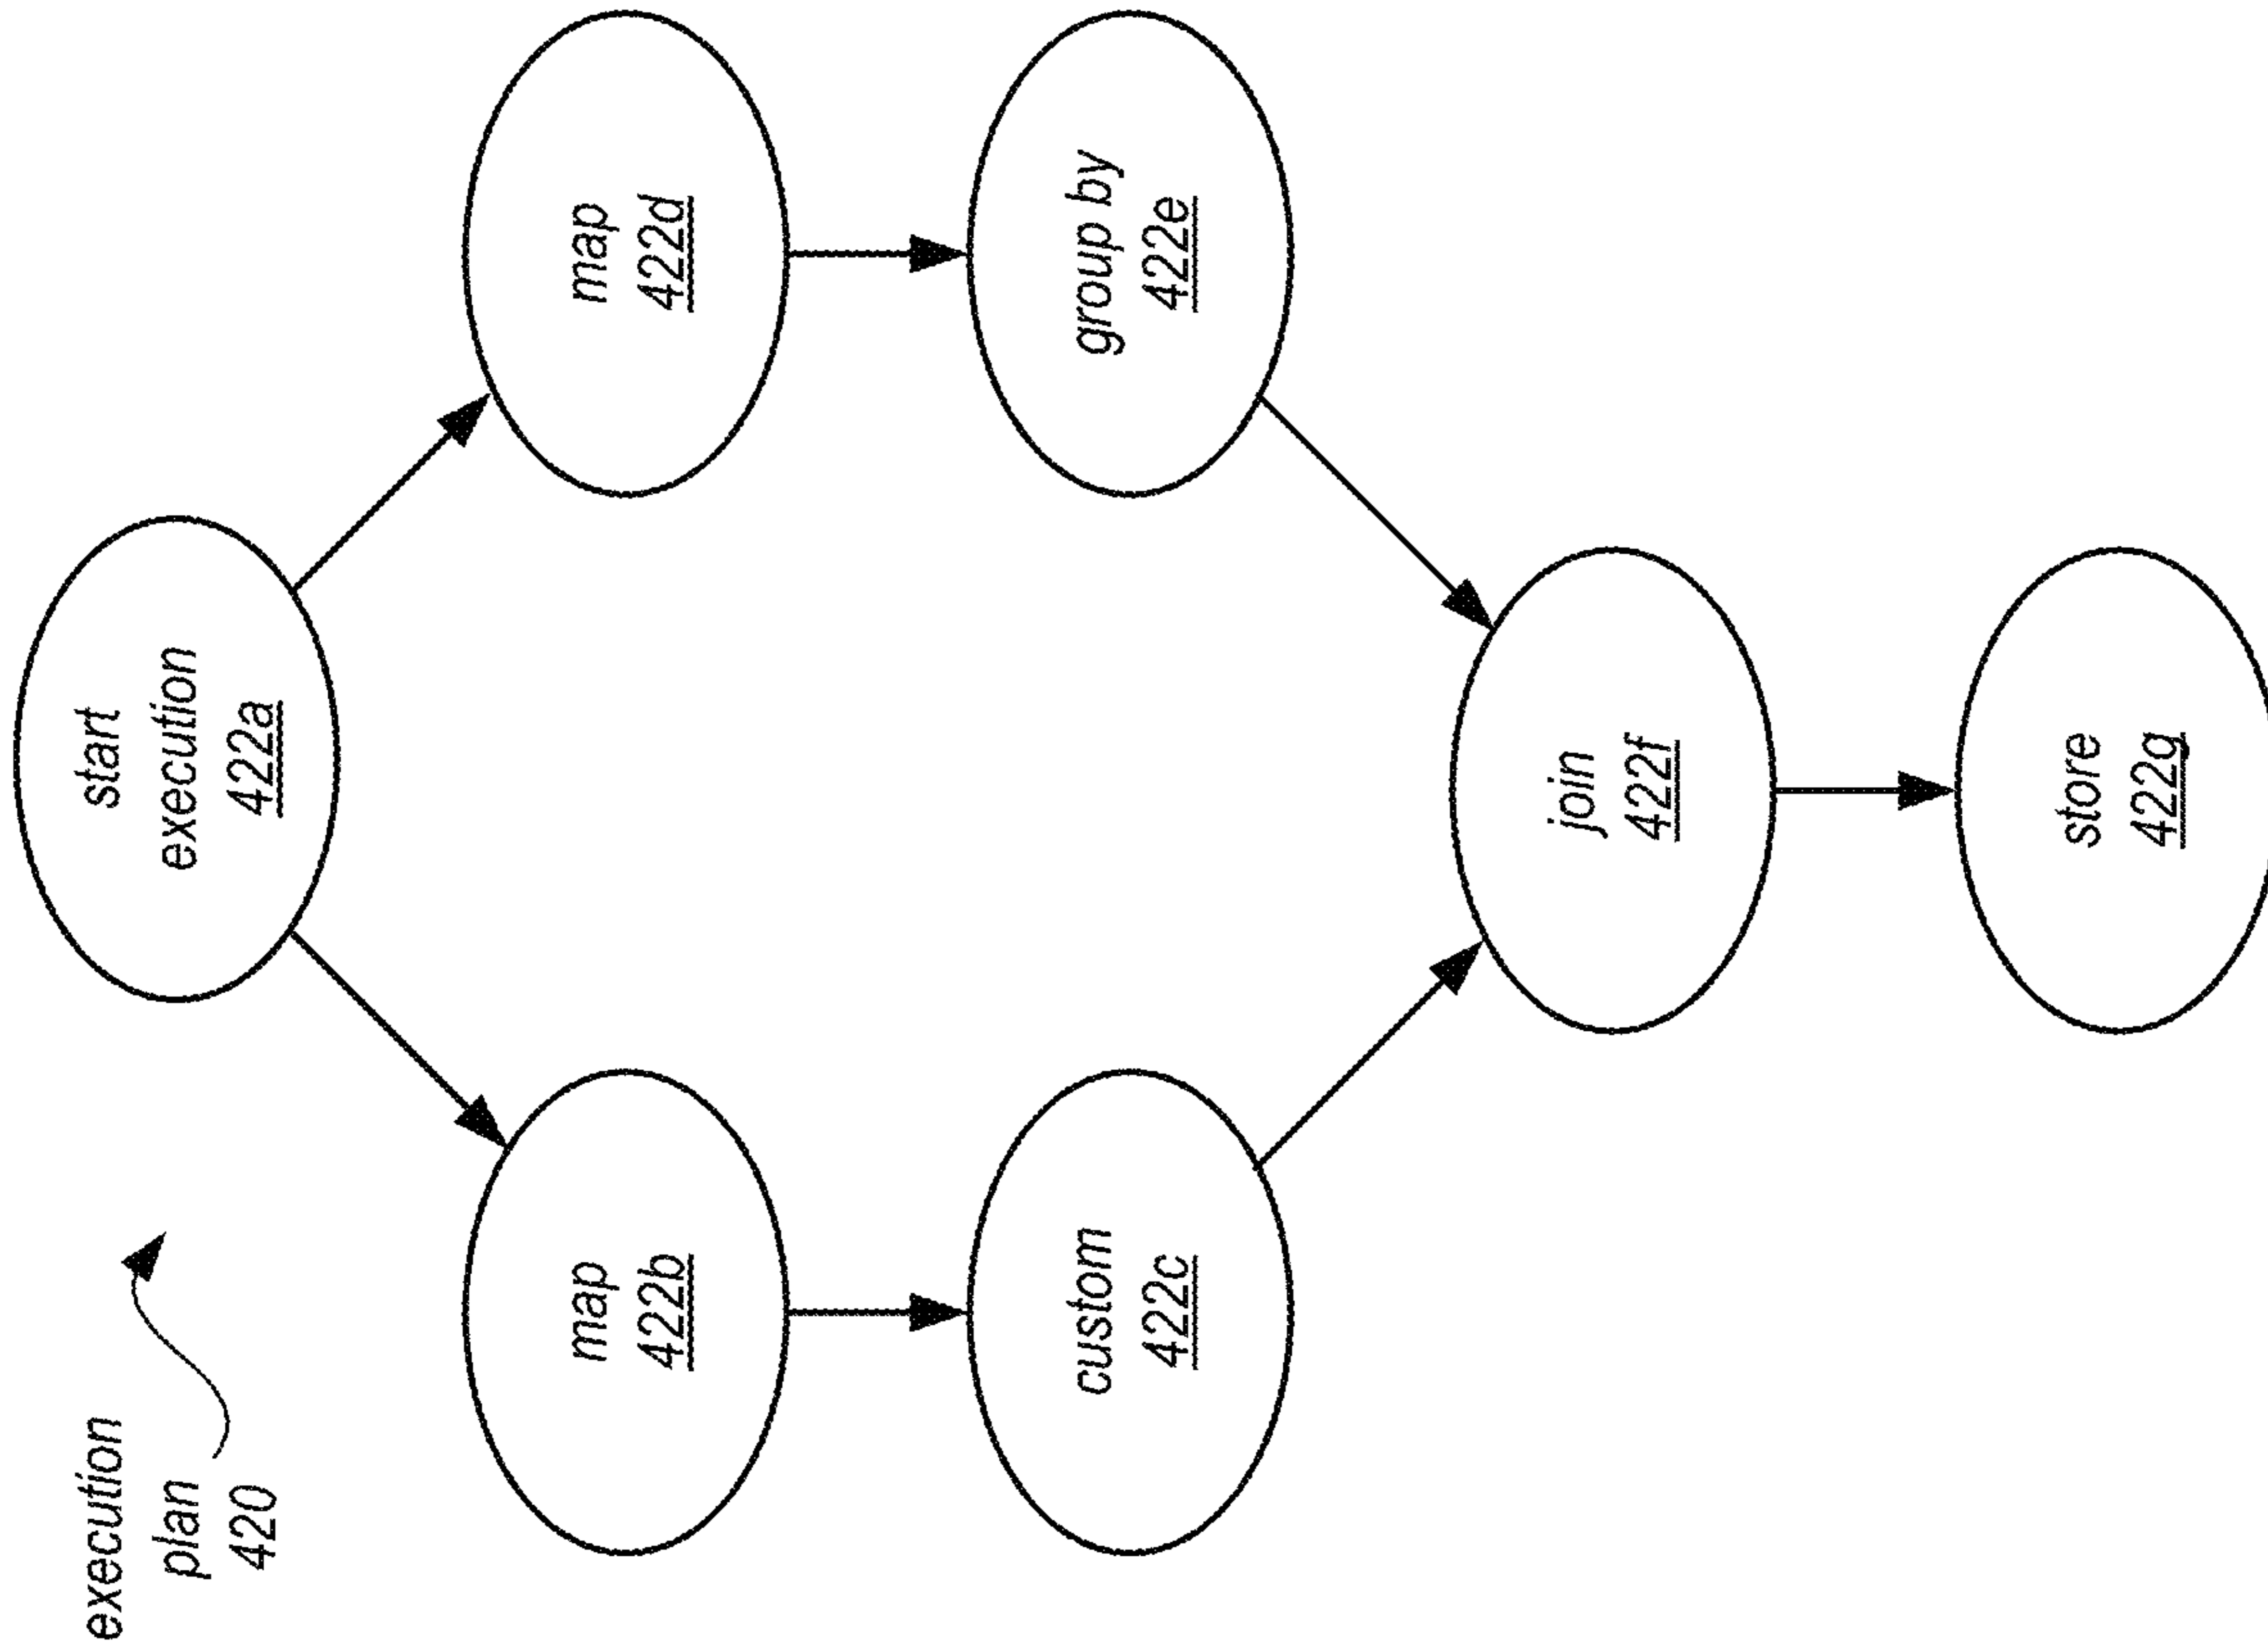 execution
plan
420
start
execution
422a
map
422b
map
422d
custom
422c
group by
422e
join
422f
store
422g